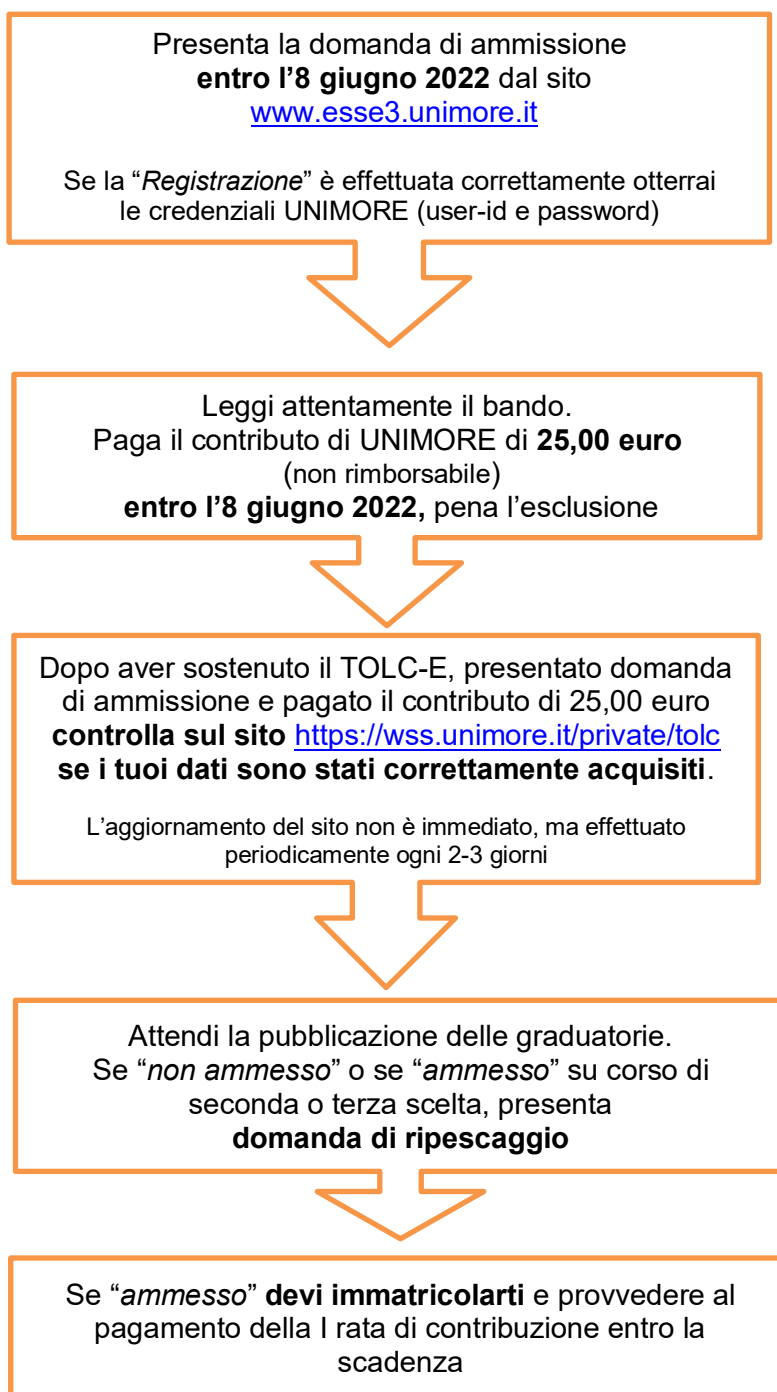 Presenta la domanda di ammissione
entro l’8 giugno 2022 dal sito
www.esse3.unimore.it
Se la “Registrazione” è effettuata correttamente otterrai
le credenziali UNIMORE (user-id e password)
Leggi attentamente il bando.
Paga il contributo di UNIMORE di 25,00 euro
(non rimborsabile)
entro l’8 giugno 2022, pena l’esclusione
Dopo aver sostenuto il TOLC-E, presentato domanda
di ammissione e pagato il contributo di 25,00 euro
controlla sul sito https://wss.unimore.it/private/tolc
se i tuoi dati sono stati correttamente acquisiti.
L’aggiornamento del sito non è immediato, ma effettuato
periodicamente ogni 2-3 giorni
Attendi la pubblicazione delle graduatorie.
Se “non ammesso” o se “ammesso” su corso di
seconda o terza scelta, presenta
domanda di ripescaggio
Se “ammesso” devi immatricolarti e provvedere al
pagamento della I rata di contribuzione entro la
scadenza